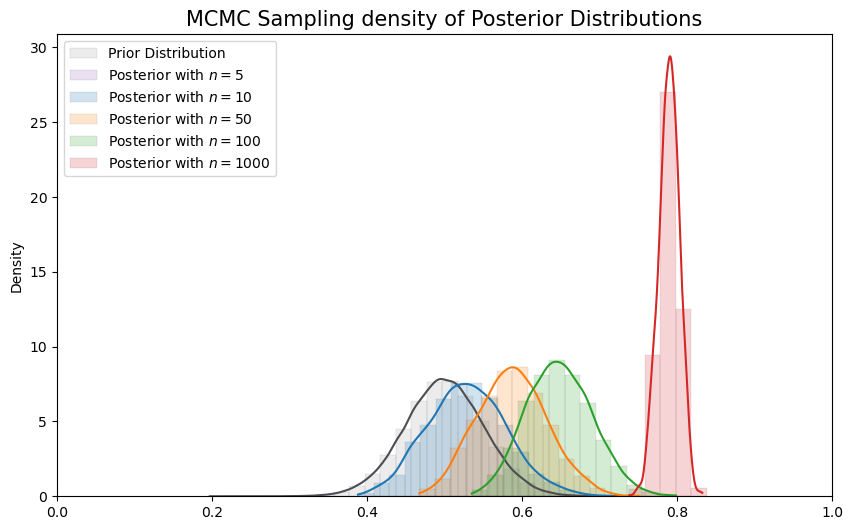 MCMC Sampling density of Posterior Distributions
30
25
20
15
10
5
0
Density
Prior Distribution
Posterior with n = 5
Posterior with n = 10
Posterior with n = 50
Posterior with n = 100
Posterior with n = 1000
0.0 0.2 0.4 0.6 0.8 1.0